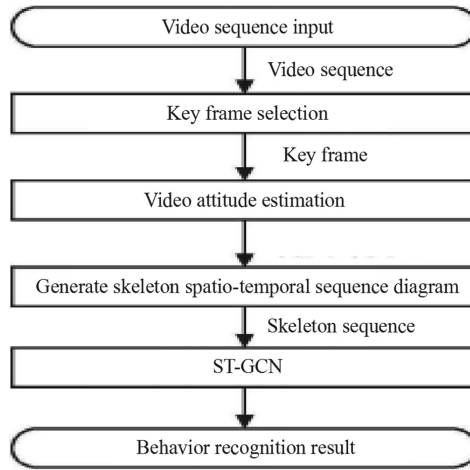 Video sequence input
Video sequence
Key frame selection
Key frame
Video attitude estimation
Generate skeleton spatio-temporal sequence diagram
Skeleton sequence
ST-GCN
Behavior recognition result